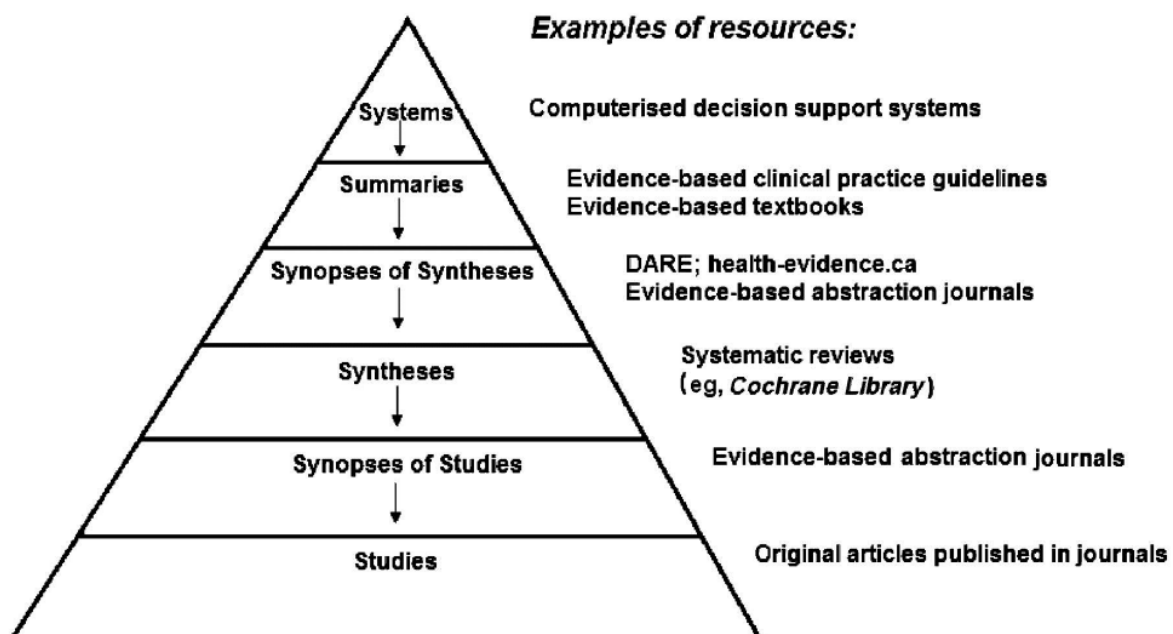 Examples of resources:
Systems
Computerised decision support systems
Summaries
Evidence-based clinical practice guidelines
Evidence-based textbooks
Synopses of Syntheses
DARE; health-evidence.ca
Evidence-based abstraction journals
Syntheses
Systematic reviews
(eg, Cochrane Library)
Synopses of Studies
Evidence-based abstraction journals
Studies
Original articles published in journals